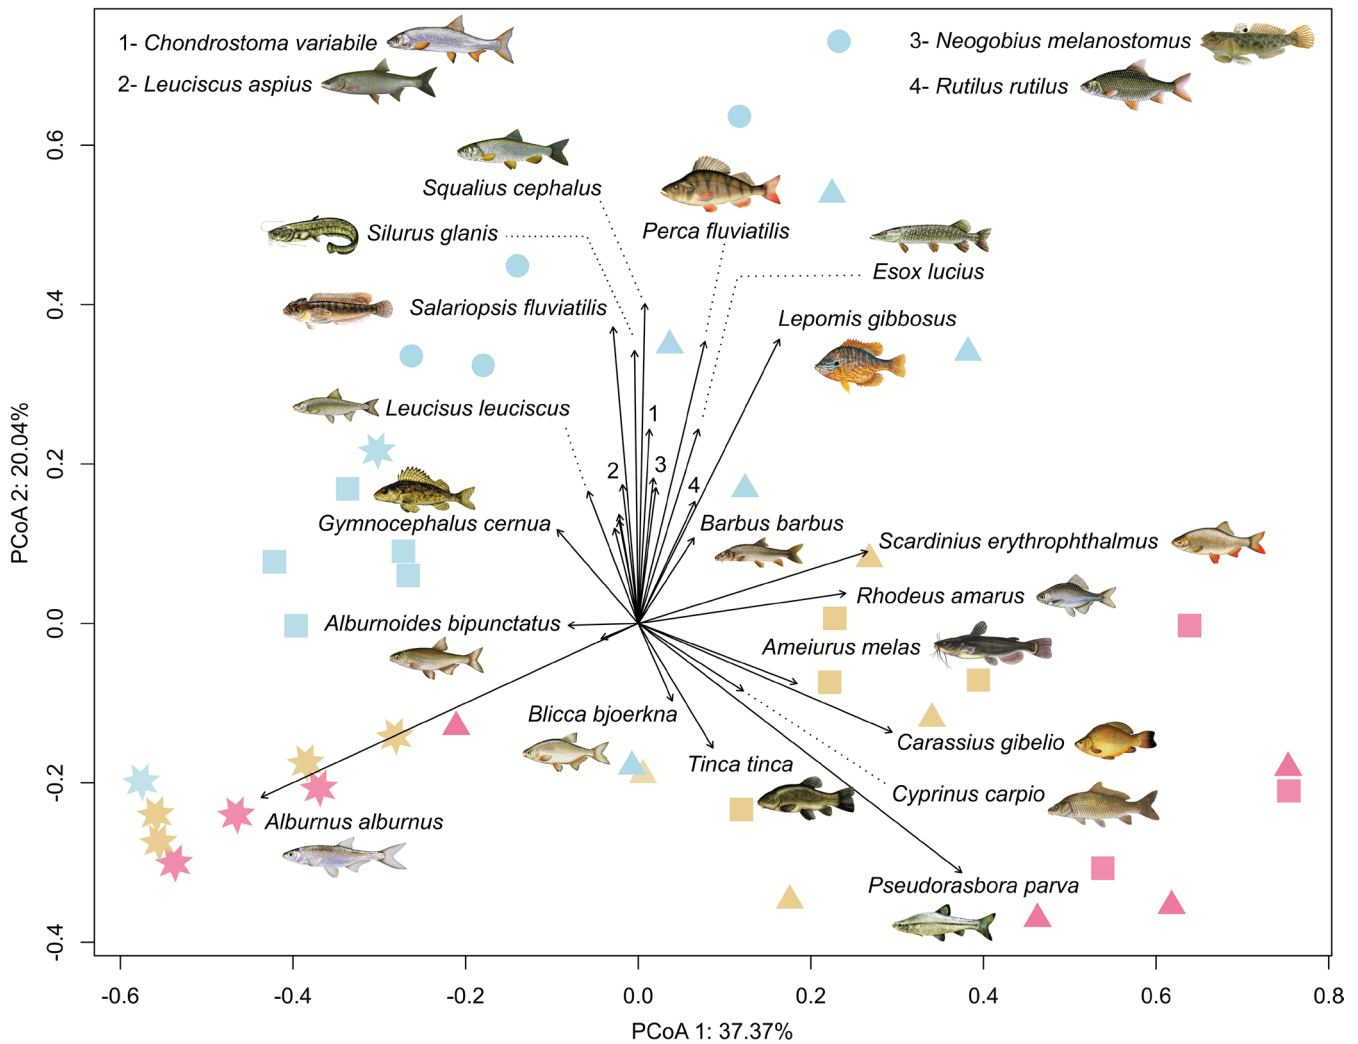 1- Chondrostoma variabile
3- Neogobius melanostomus
2- Leuciscus aspius
4- Rutilus rutilus
Squalius cephalus
Silurus glanis
Perca fluviatilis
Esox lucius
Salariopsis fluviatilis
Lepomis gibbosus
Leucisus leuciscus
1
2
3
4
Gymnocephalus cernua
Barbus barbus
Scardinius erythrophthalmus
Rhodeus amarus
Alburnoides bipunctatus
Ameiurus melas
Blicca bjoerkna
Carassius gibelio
Tinca tinca
Cyprinus carpio
Alburnus alburnus
Pseudorasbora parva
PCoA 2: 20.04%
0.6
0.4
0.2
0.0
-0.2
-0.4
-0.6 -0.4 -0.2 0.0 0.2 0.4 0.6 0.8
PCoA 1: 37.37%